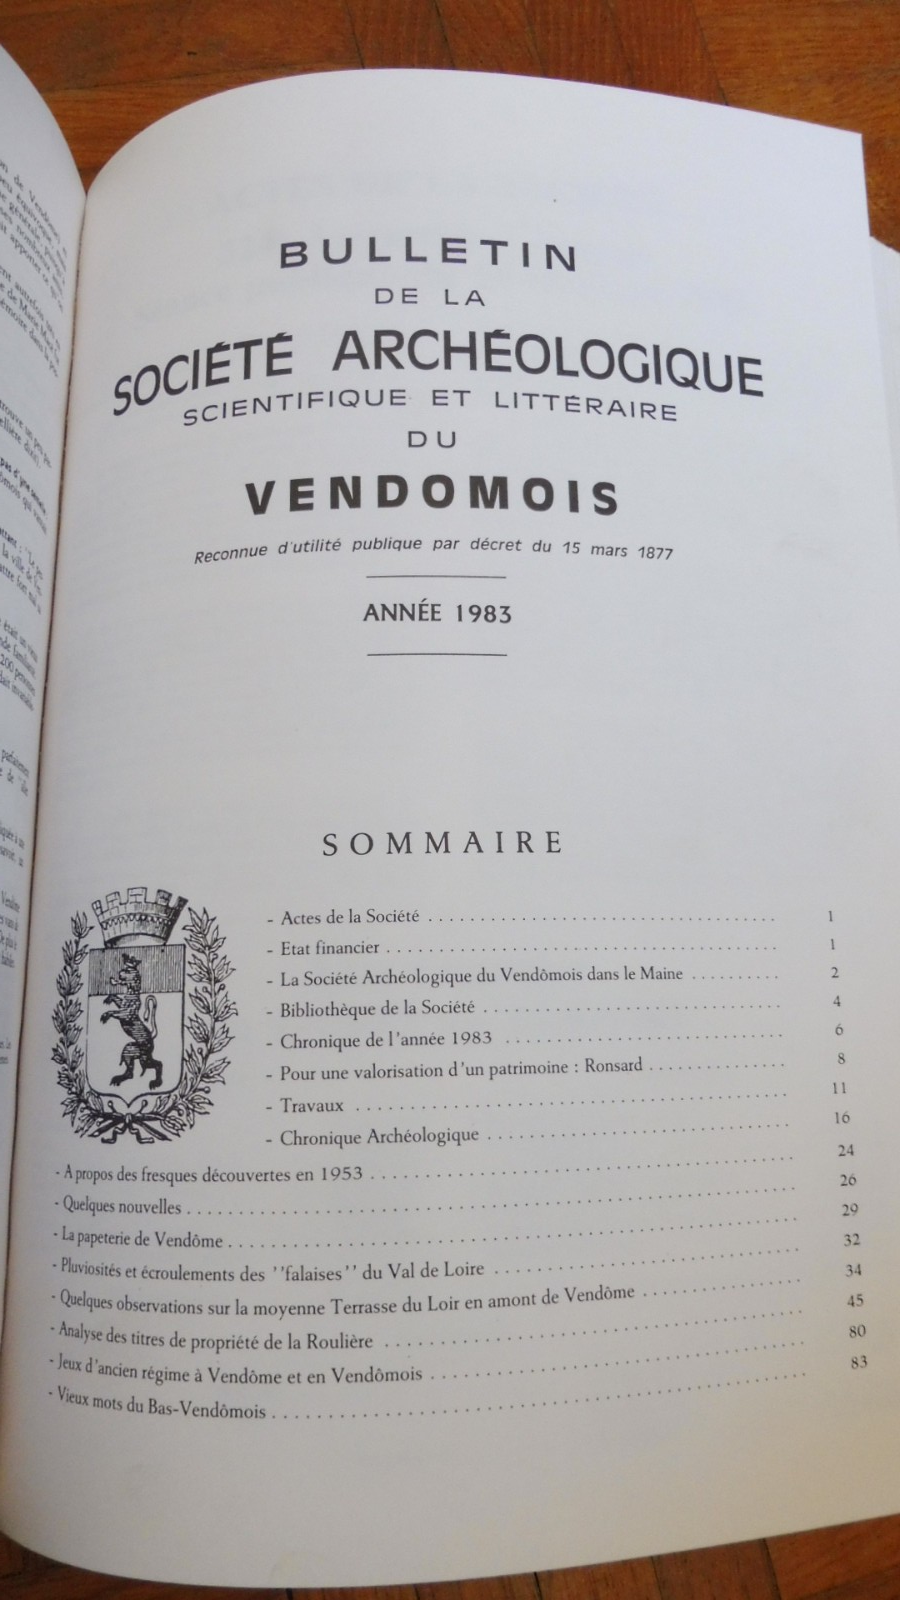 BULLETIN
DE LA
SOCIÉTÉ ARCHÉOLOGIQUE
SCIENTIFIQUE ET LITTÉRAIRE
DU
VENDOMOIS
Reconnue d'utilité publique par décret du 15 mars 1877
ANNÉE 1983
SOMMAIRE
- Actes de la Société . . . . . . . . . . 1
- Etat financier . . . . . . . . . . 1
- La Société Archéologique du Vendômois dans le Maine . . . . . . . . . . 2
- Bibliothèque de la Société . . . . . . . . . . 4
- Chronique de l'année 1983 . . . . . . . . . . 6
- Pour une valorisation d'un patrimoine : Ronsard . . . . . . . . . . 8
- Travaux . . . . . . . . . . 11
- Chronique Archéologique . . . . . . . . . . 16
- A propos des fresques découvertes en 1953 . . . . . . . . . . 24
- Quelques nouvelles . . . . . . . . . . 26
- La papeterie de Vendôme . . . . . . . . . . 29
- Pluviosités et écroulements des ''falaises'' du Val de Loire . . . . . . . . . . 32
- Quelques observations sur la moyenne Terrasse du Loir en amont de Vendôme . . . . . . . . . . 34
- Analyse des titres de propriété de la Roulière . . . . . . . . . . 45
- Jeux d'ancien régime à Vendôme et en Vendômois . . . . . . . . . . 80
- Vieux mots du Bas-Vendômois . . . . . . . . . . 83